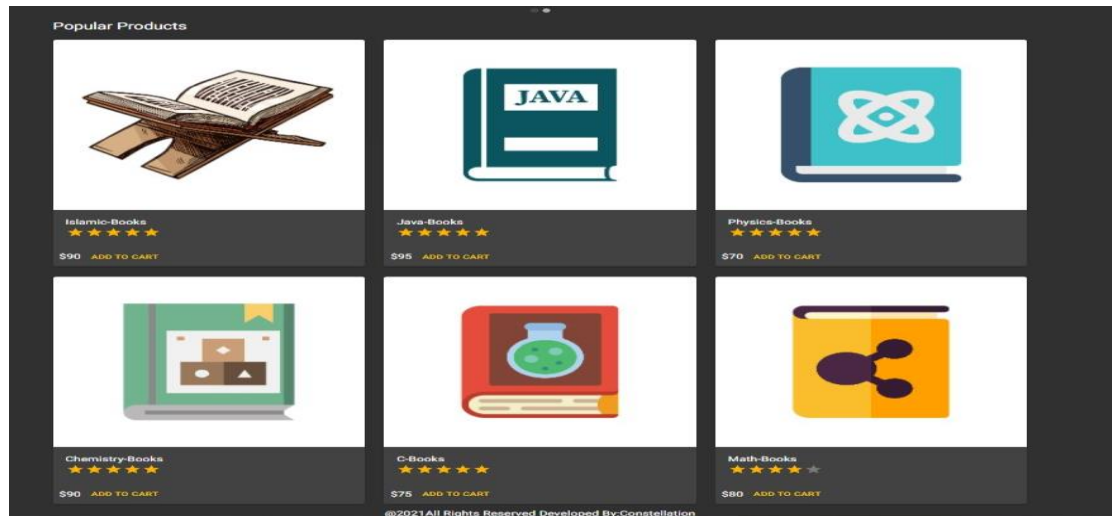 Popular Products
JAVA
Islamic-Books
$90 ADD TO CART
Java-Books
$95 ADD TO CART
Physics-Books
$70 ADD TO CART
Chemistry-Books
$90 ADD TO CART
C-Books
$75 ADD TO CART
Math-Books
$80 ADD TO CART
@2021All Rights Reserved Developed By:Constellation